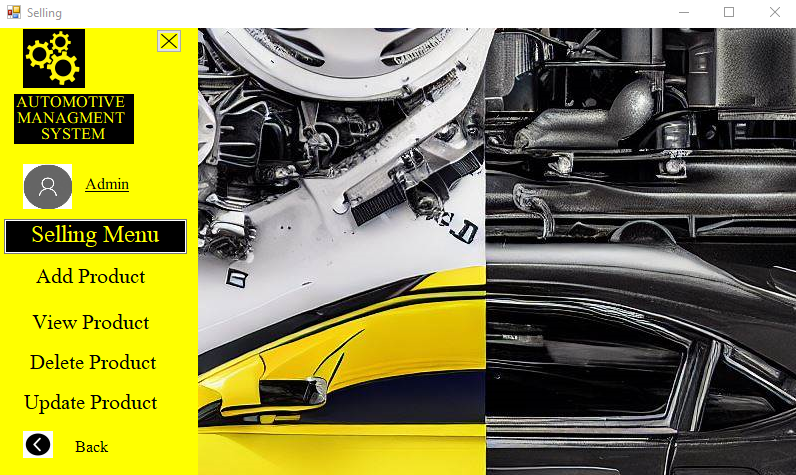 Selling
AUTOMOTIVE
MANAGMENT
SYSTEM
Admin
Selling Menu
Add Product
View Product
Delete Product
Update Product
Back